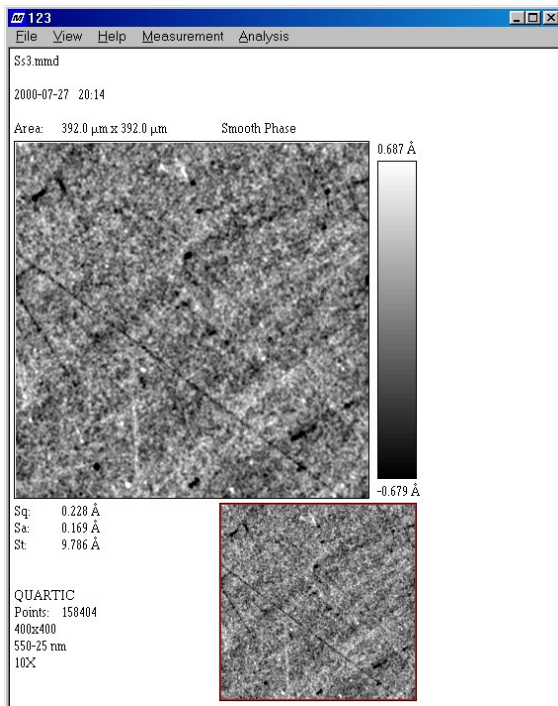 M 123
File View Help Measurement Analysis
Ss3.mmd
2000-07-27 20:14
Area: 392.0 µm x 392.0 µm Smooth Phase
0.687 Å
-0.679 Å
Sq: 0.228 Å
Sa: 0.169 Å
St: 9.786 Å
QUARTIC
Points: 158404
400x400
550-25 nm
10X